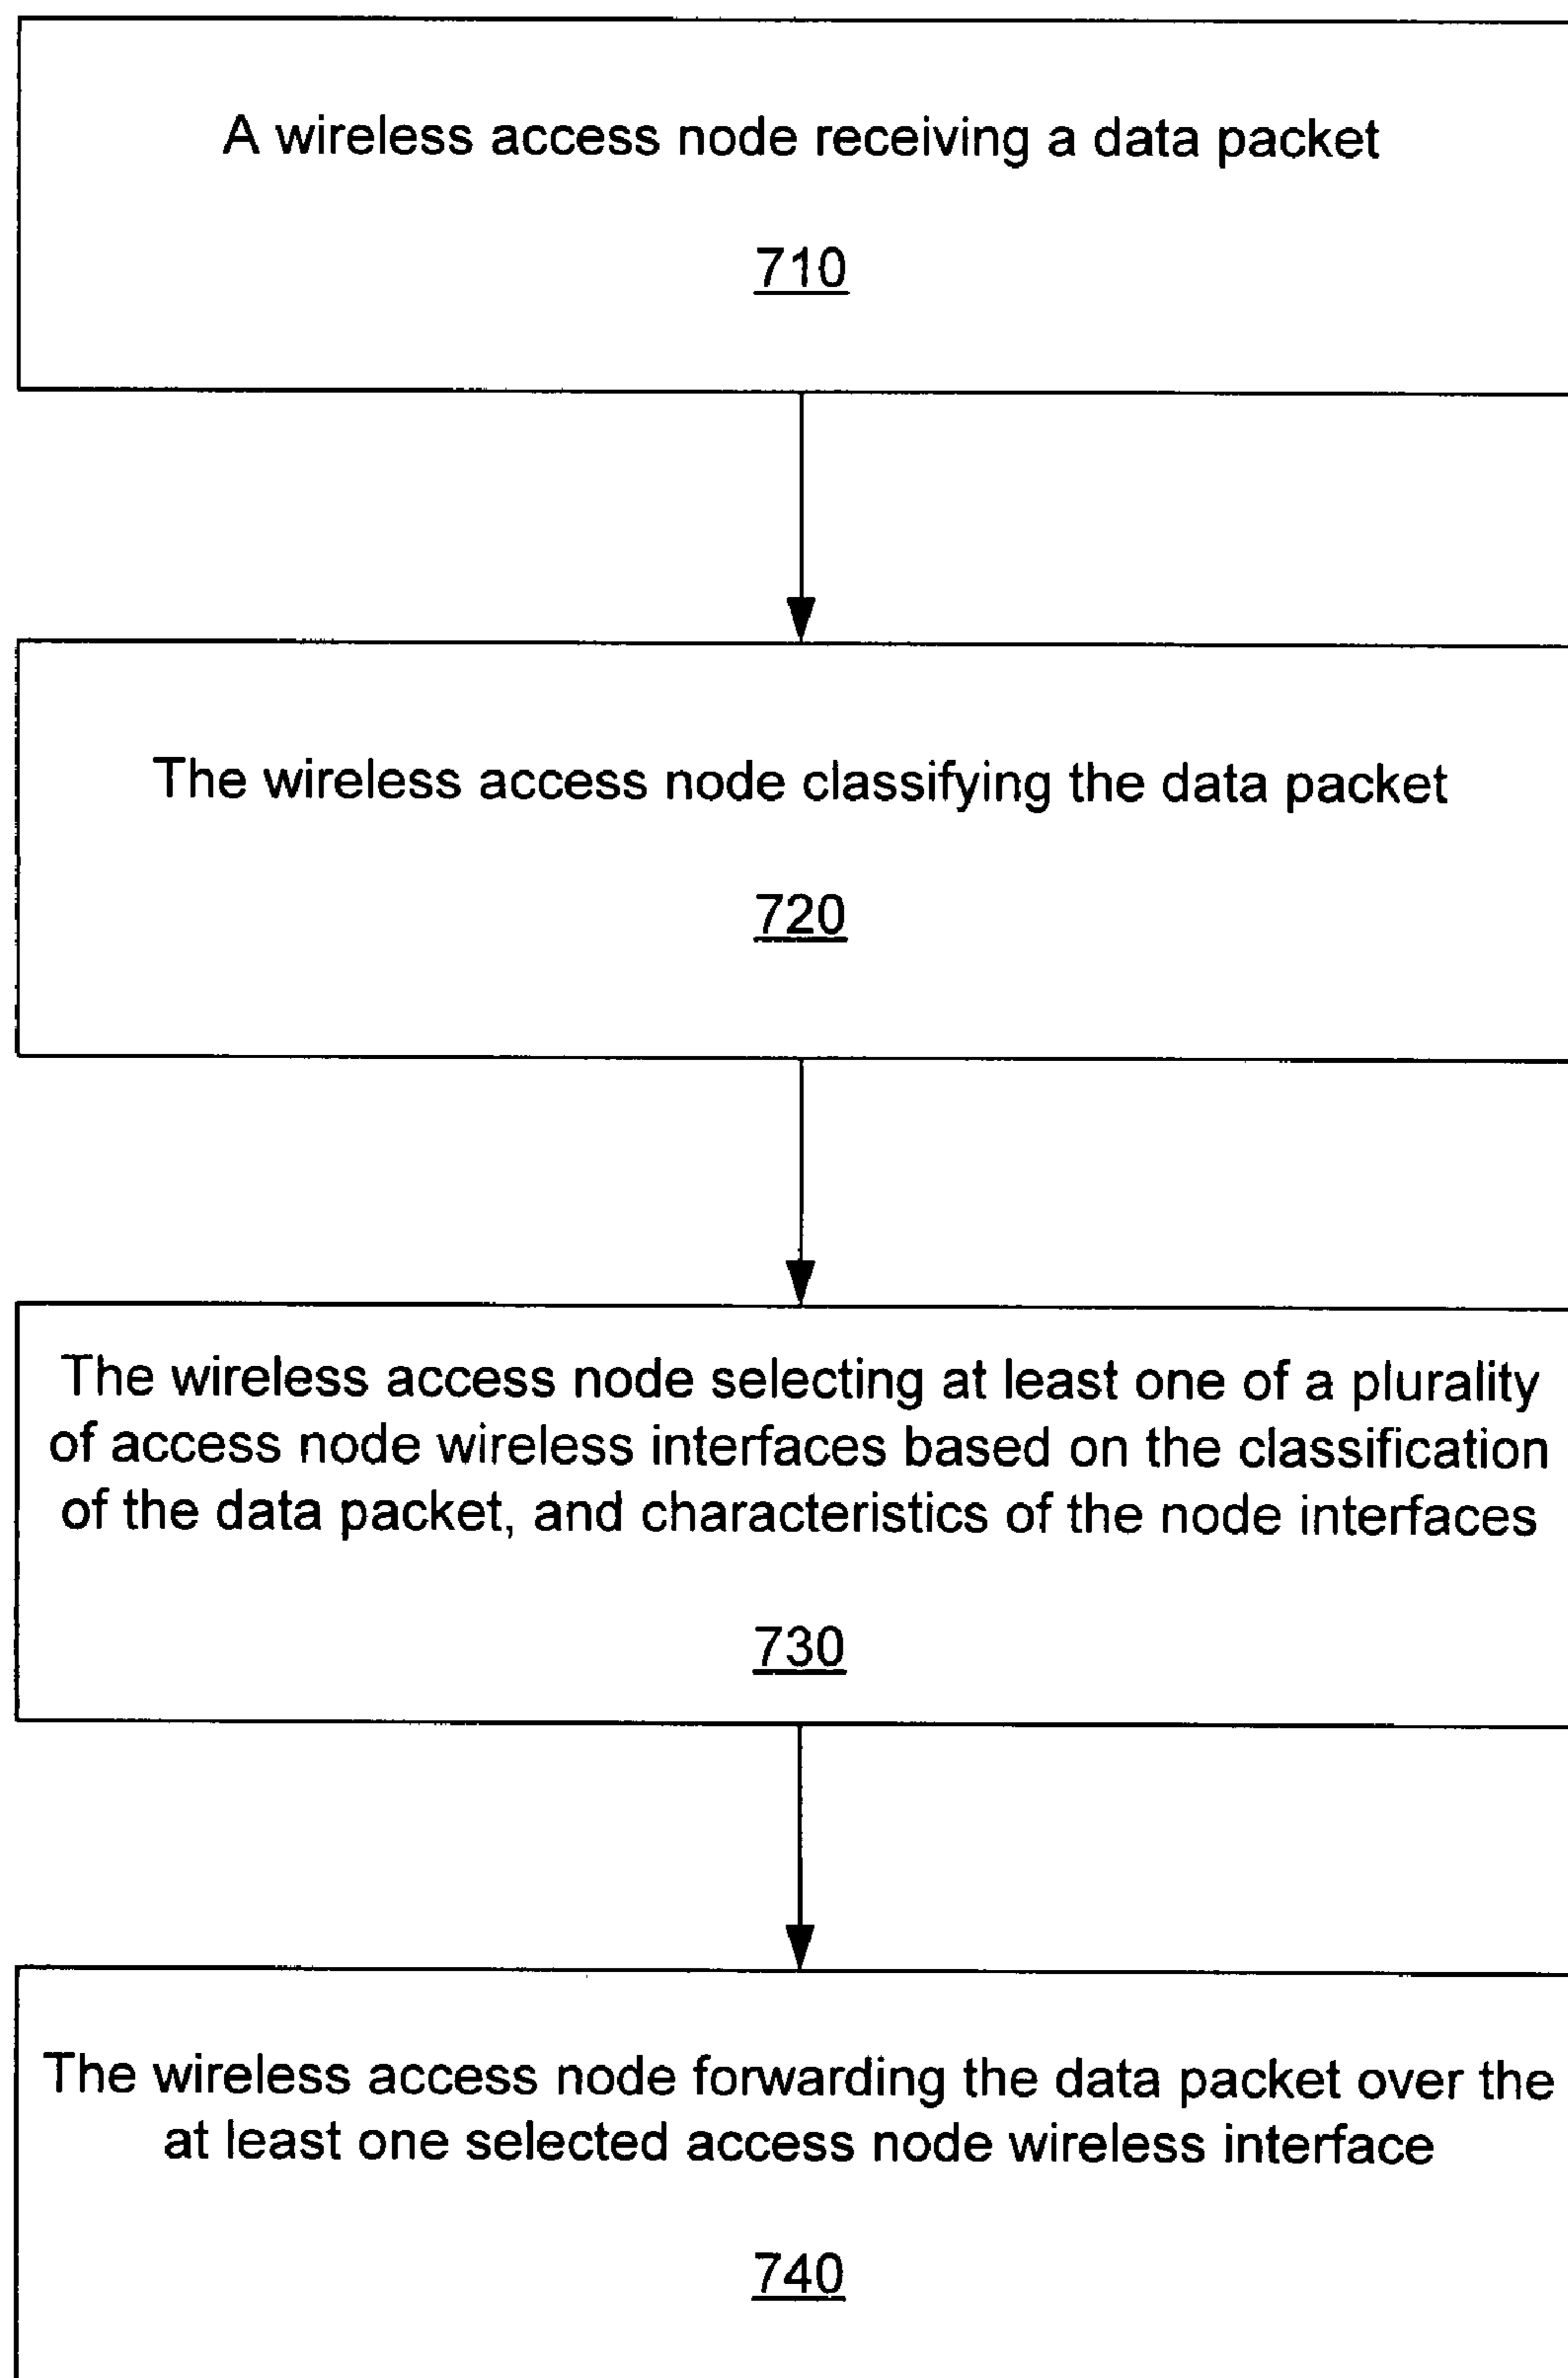 A wireless access node receiving a data packet
710
The wireless access node classifying the data packet
720
The wireless access node selecting at least one of a plurality
of access node wireless interfaces based on the classification
of the data packet, and characteristics of the node interfaces
730
The wireless access node forwarding the data packet over the
at least one selected access node wireless interface
740